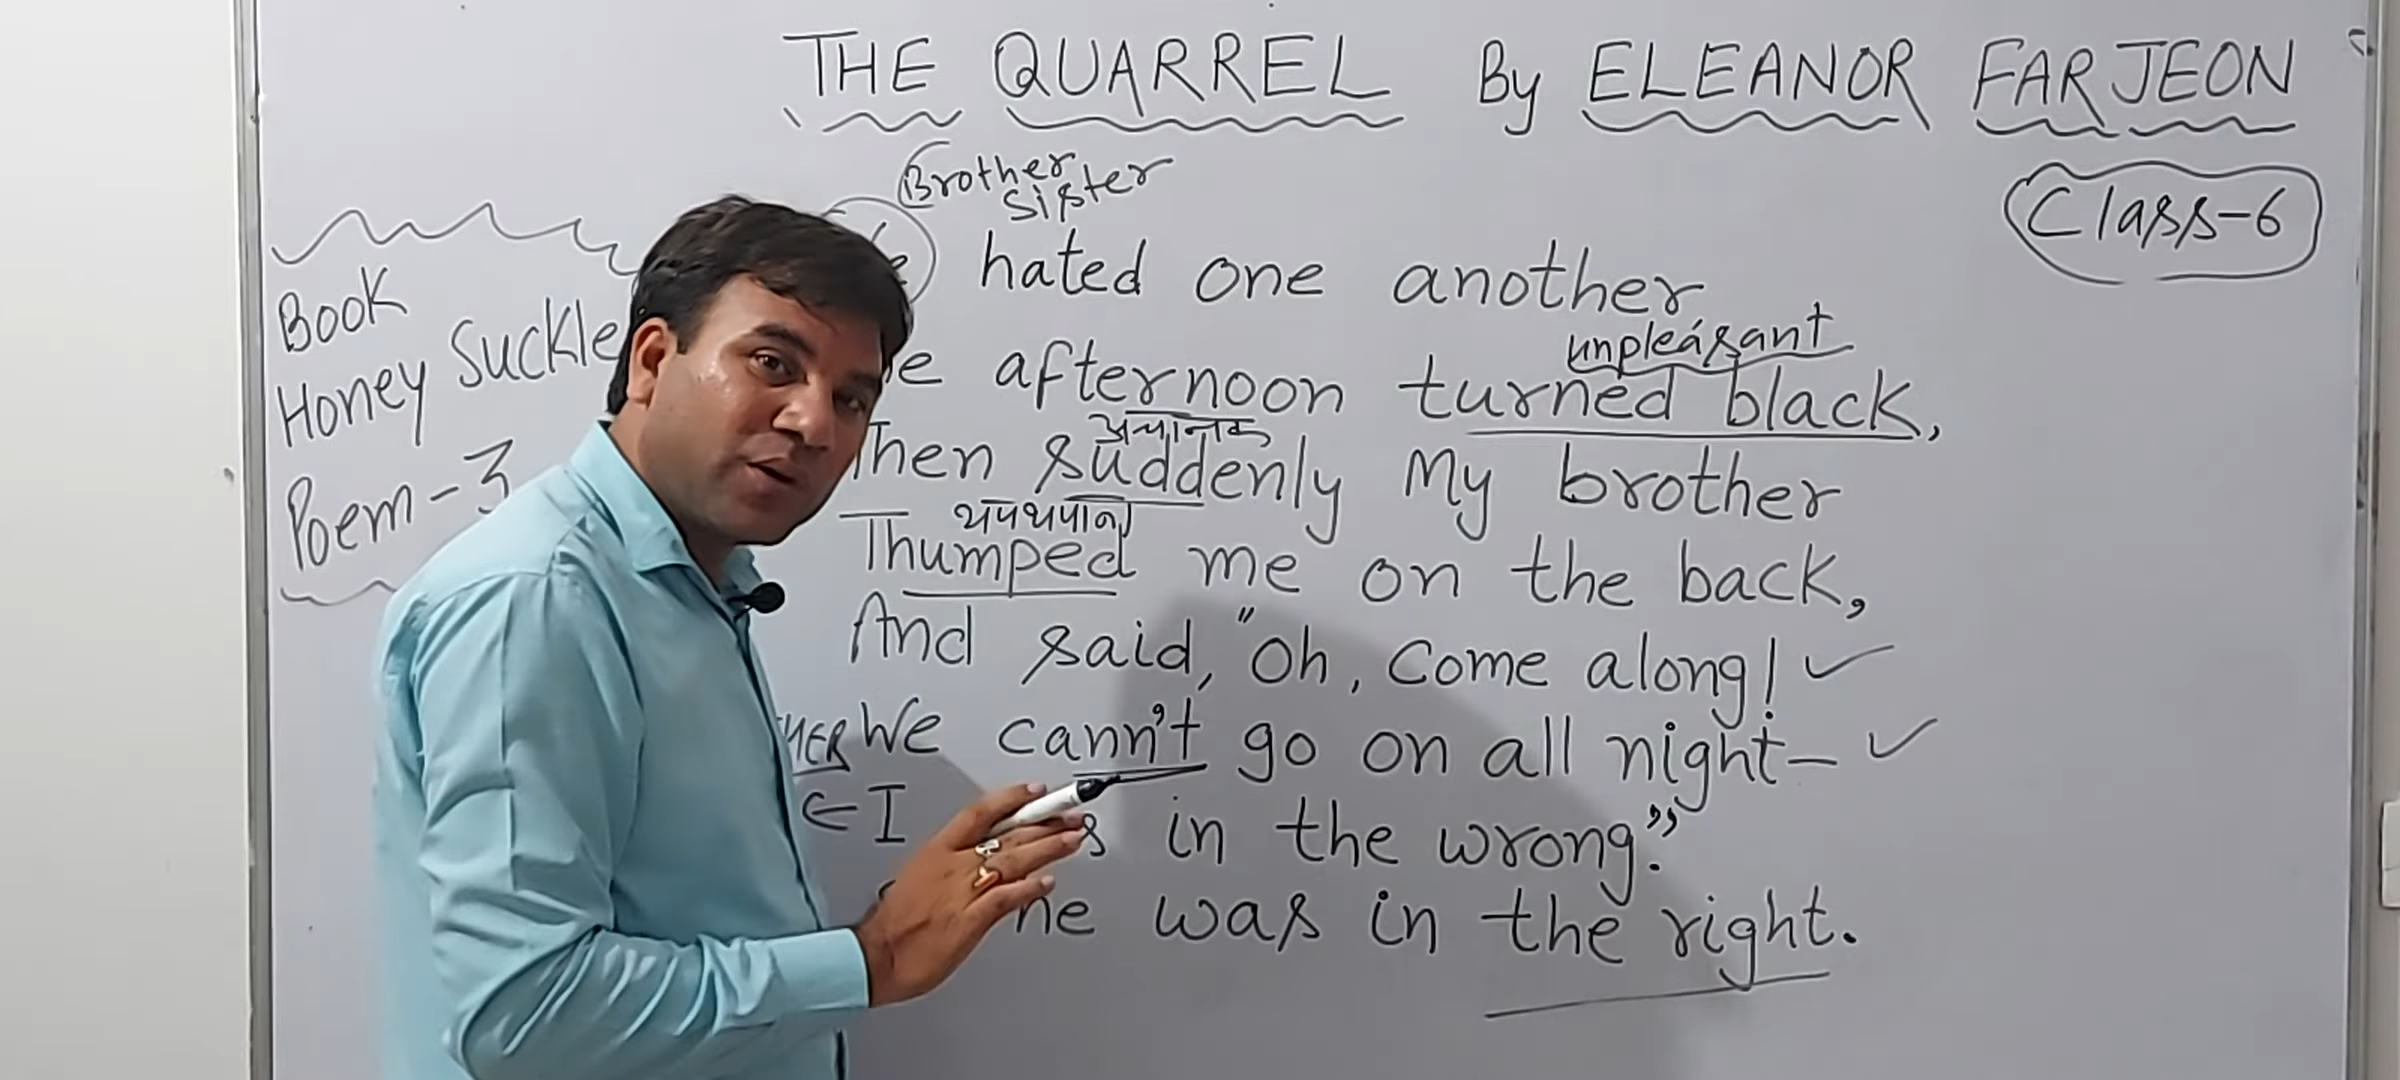 THE QUARREL By ELEANOR FARJEON
Class-6
Brother
Sister
hated one another
unpleasant
afternoon turned black,
अचानक
Then suddenly My brother
थपथपाना
Thumped me on the back,
And said, "Oh, Come along!
We cann't go on all night-
I in the wrong."
was in the right.
Book
Honey Suckle
Poem-3